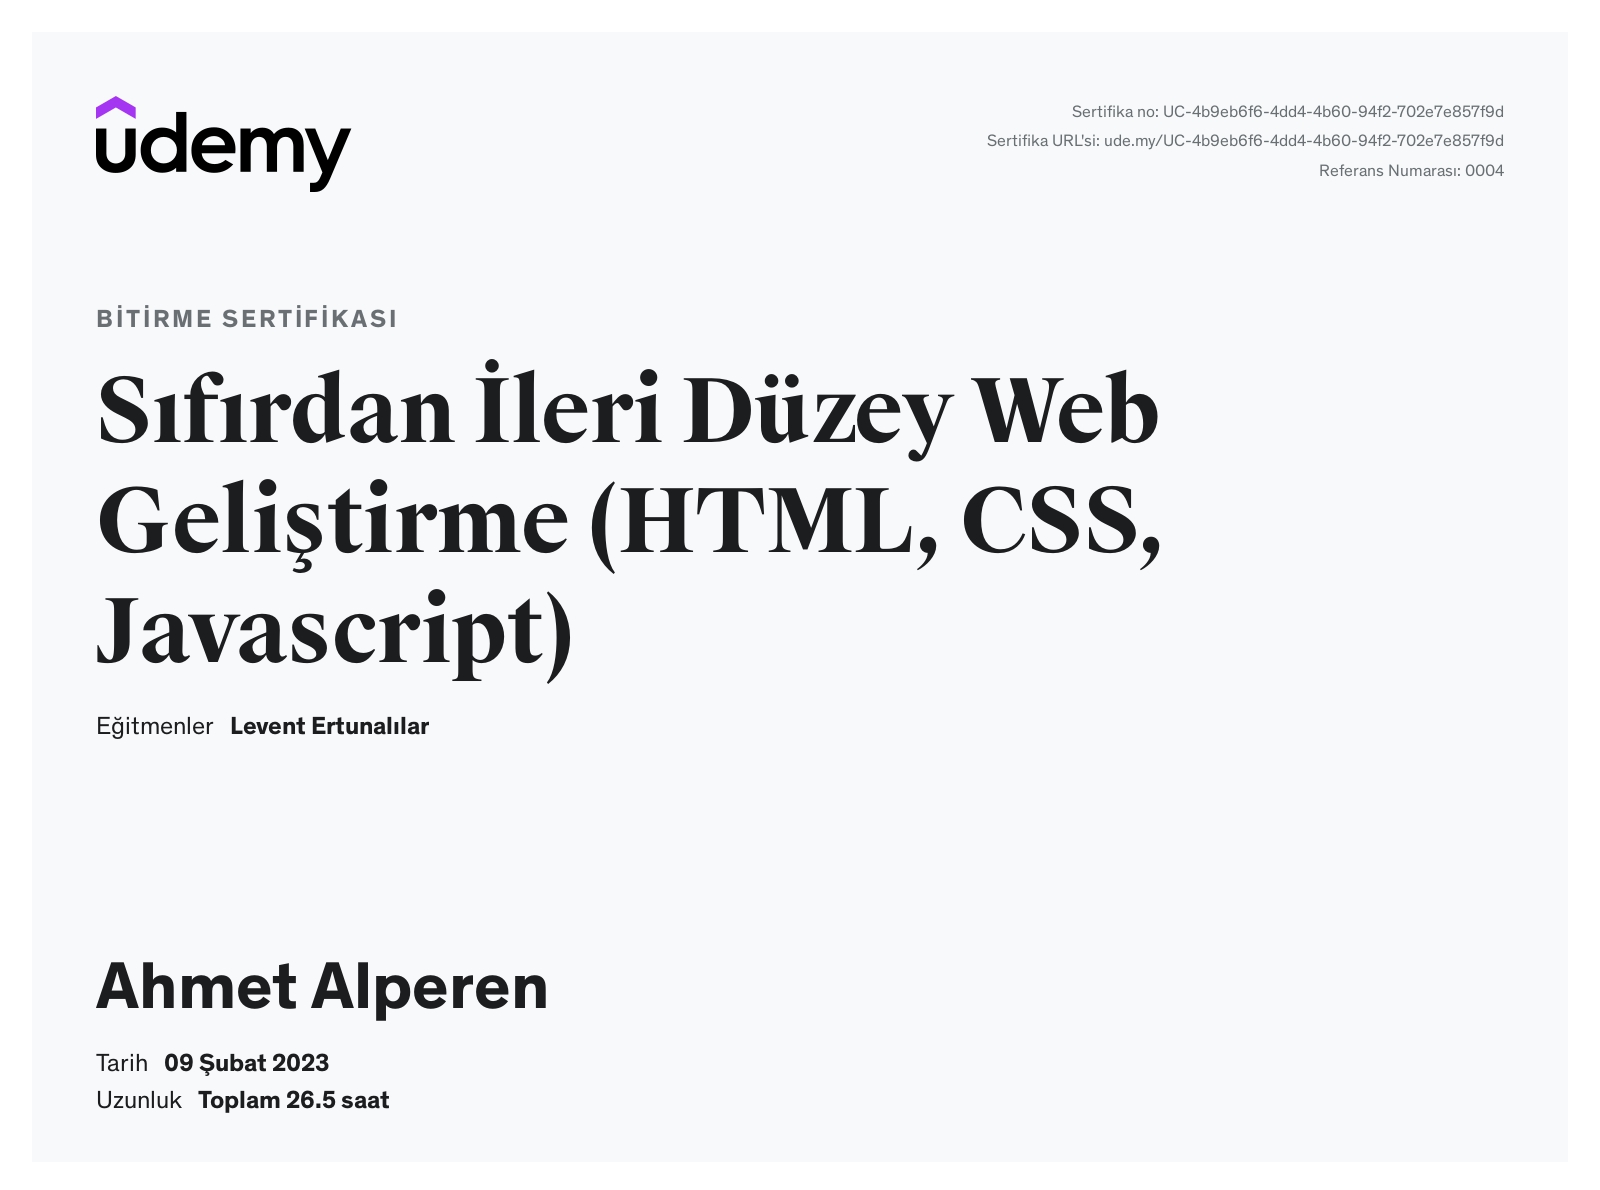 udemy
Sertifika no: UC-4b9eb6f6-4dd4-4b60-94f2-702e7e857f9d
Sertifika URL'si: ude.my/UC-4b9eb6f6-4dd4-4b60-94f2-702e7e857f9d
Referans Numarası: 0004
BİTİRME SERTİFİKASI
Sıfırdan İleri Düzey Web
Geliştirme (HTML, CSS,
Javascript)
Eğitmenler Levent Ertunalılar
Ahmet Alperen
Tarih 09 Şubat 2023
Uzunluk Toplam 26.5 saat